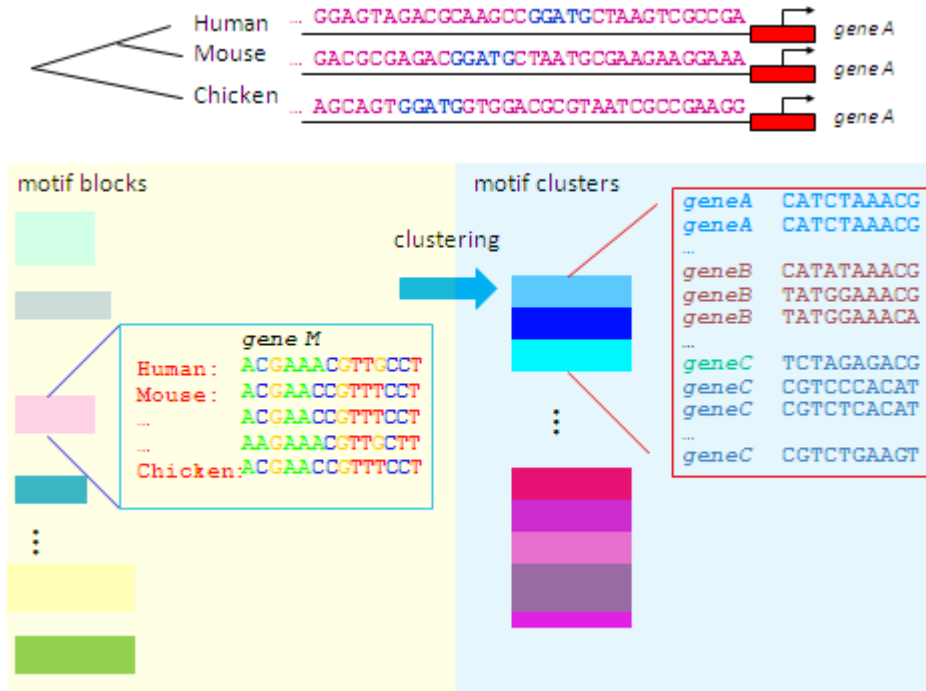 Human
… GGAGTAGACGCAAGCCGGATGCTAAGTCGCCGA
gene A
Mouse
… GACGCGAGACGGATGCTAATGCGAAGAAGGAAA
gene A
Chicken
… AGCAGTGGATGGTGGACGCGTAATCGCCGAAGG
gene A
motif blocks
gene M
Human: ACGAAACGTTGCCT
Mouse: ACGAACCGTTTCCT
… ACGAACCGTTTCCT
… AAGAAACGTTGCTT
Chicken: ACGAACCGTTTCCT
clustering
motif clusters
geneA CATCTAAACG
geneA CATCTAAACG
…
geneB CATATAAACG
geneB TATGGAAACG
geneB TATGGAAACA
…
geneC TCTAGAGACG
geneC CGTCCCACAT
geneC CGTCTCACAT
…
geneC CGTCTGAAGT